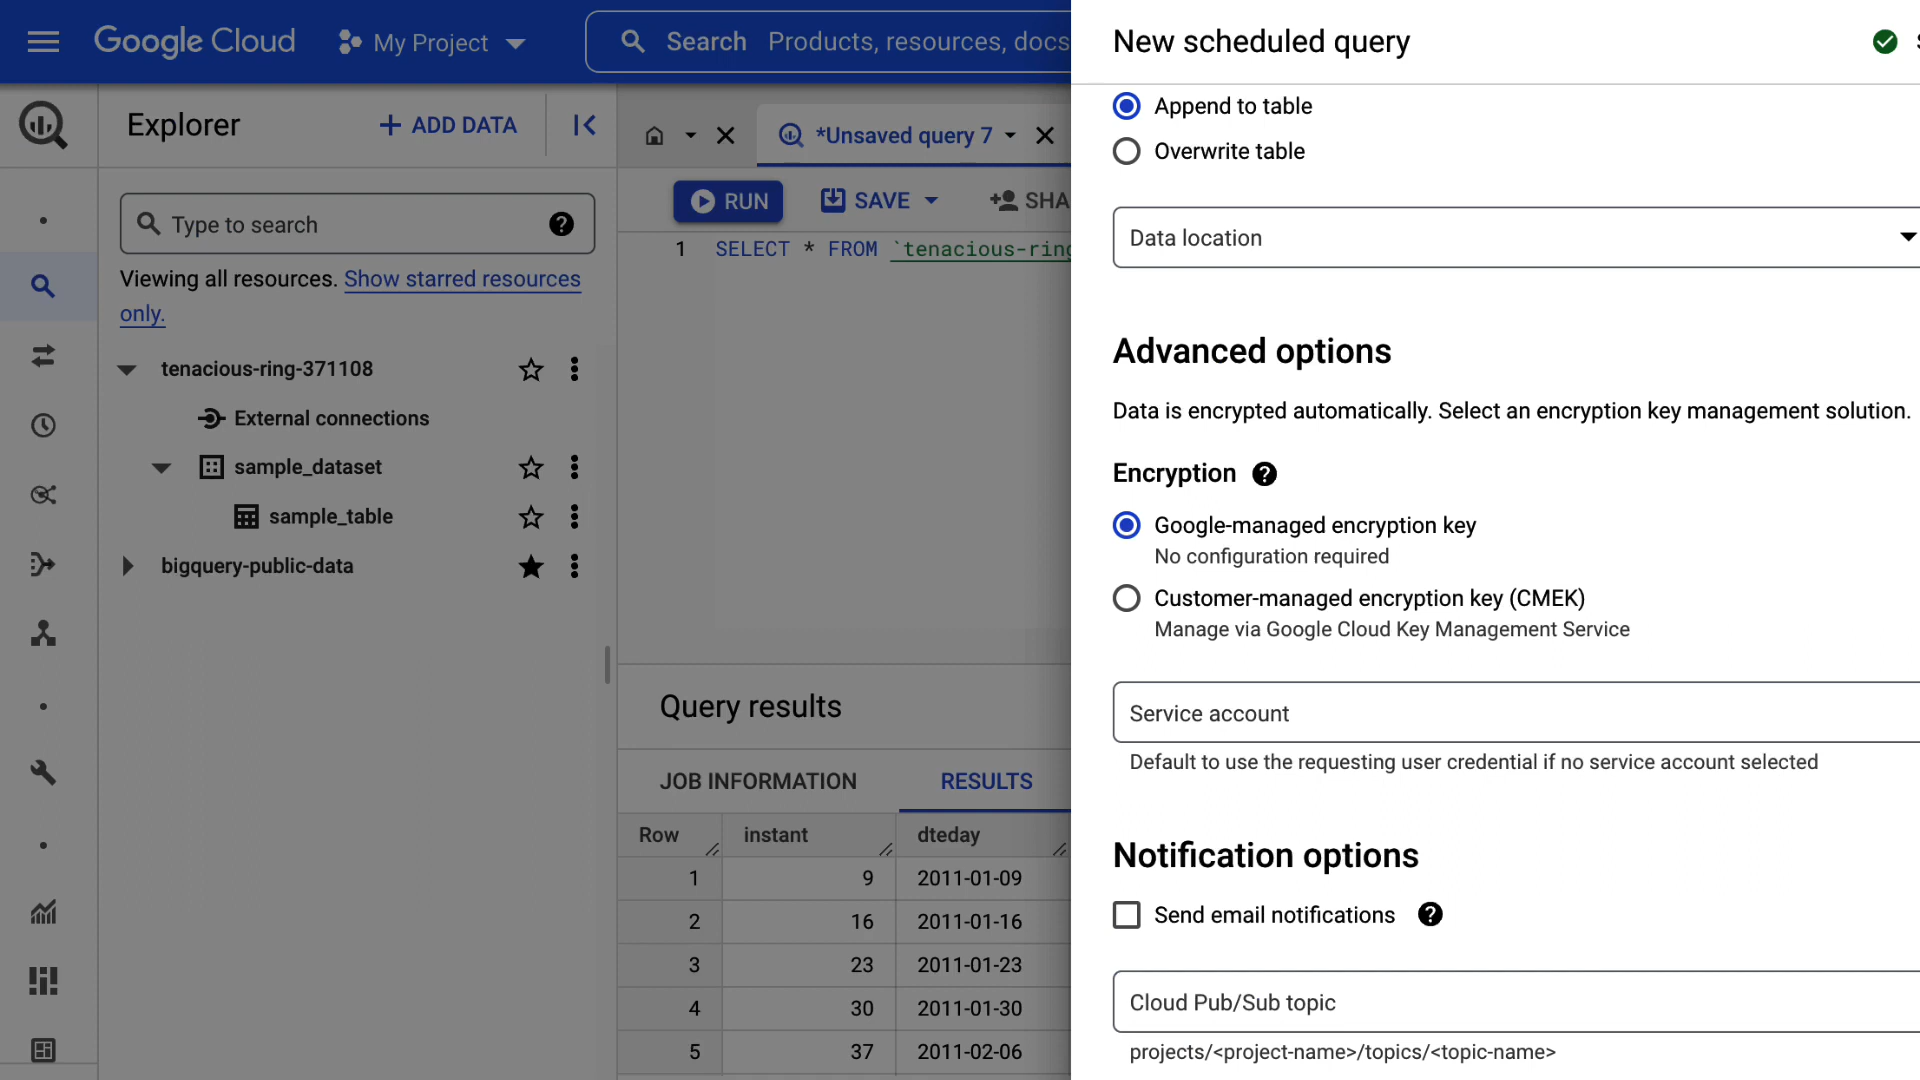 Google Cloud
My Project
Search Products, resources, docs
New scheduled query
Explorer
+ ADD DATA
*Unsaved query 7
RUN
SAVE
SHA
Type to search
Viewing all resources. Show starred resources
only.
1 SELECT * FROM `tenacious-ring
tenacious-ring-371108
External connections
sample_dataset
sample_table
bigquery-public-data
Query results
JOB INFORMATION
RESULTS
Row instant dteday
1 9 2011-01-09
2 16 2011-01-16
3 23 2011-01-23
4 30 2011-01-30
5 37 2011-02-06
Append to table
Overwrite table
Data location
Advanced options
Data is encrypted automatically. Select an encryption key management solution.
Encryption
Google-managed encryption key
No configuration required
Customer-managed encryption key (CMEK)
Manage via Google Cloud Key Management Service
Service account
Default to use the requesting user credential if no service account selected
Notification options
Send email notifications
Cloud Pub/Sub topic
projects/<project-name>/topics/<topic-name>